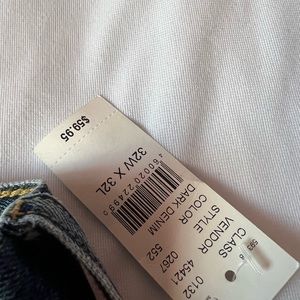 $59.95
32W X 32L
CLASS 0132
VENDOR 45421
STYLE 0267
COLOR 552
DARK DENIM